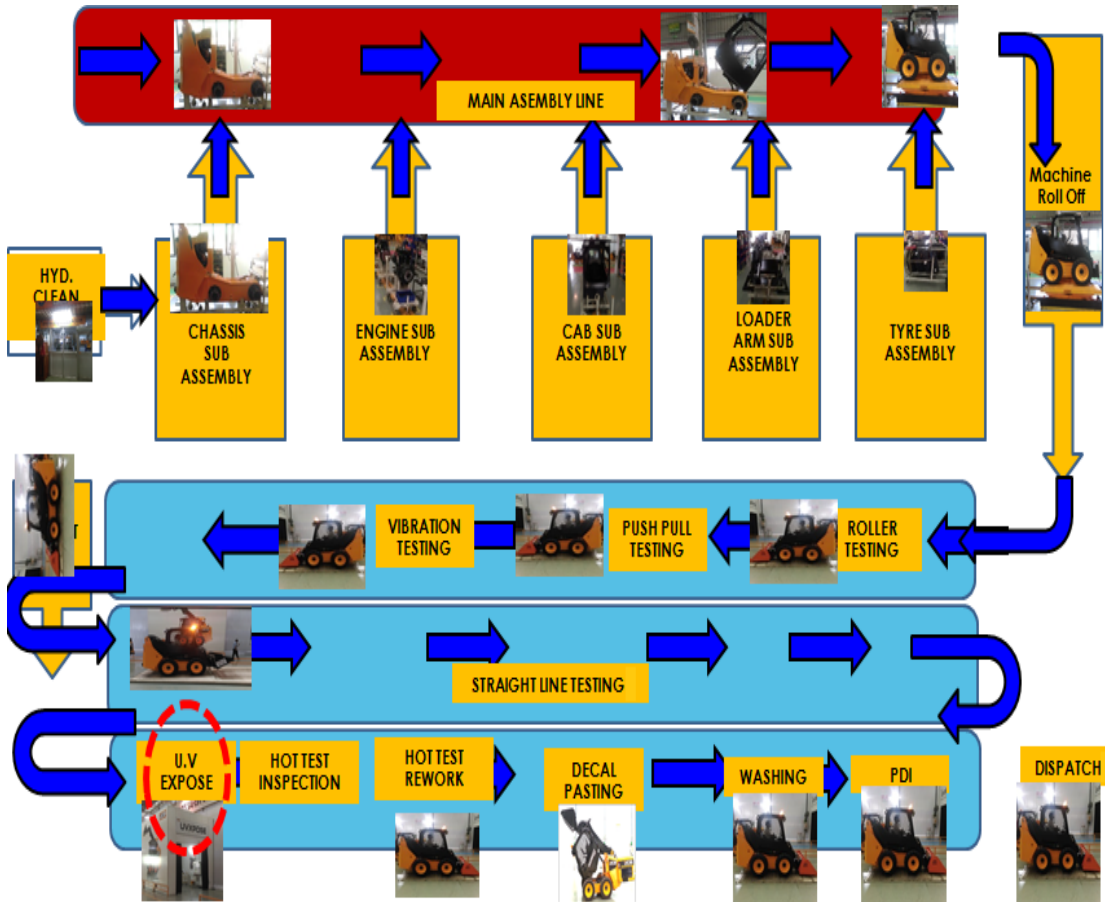 MAIN ASEMBLY LINE
Machine
Roll Off
HYD.
CLEAN
CHASSIS
SUB
ASSEMBLY
ENGINE SUB
ASSEMBLY
CAB SUB
ASSEMBLY
LOADER
ARM SUB
ASSEMBLY
TYRE SUB
ASSEMBLY
VIBRATION
TESTING
PUSH PULL
TESTING
ROLLER
TESTING
STRAIGHT LINE TESTING
U.V
EXPOSE
HOT TEST
INSPECTION
HOT TEST
REWORK
DECAL
PASTING
WASHING
PDI
DISPATCH
UV EXPOSE